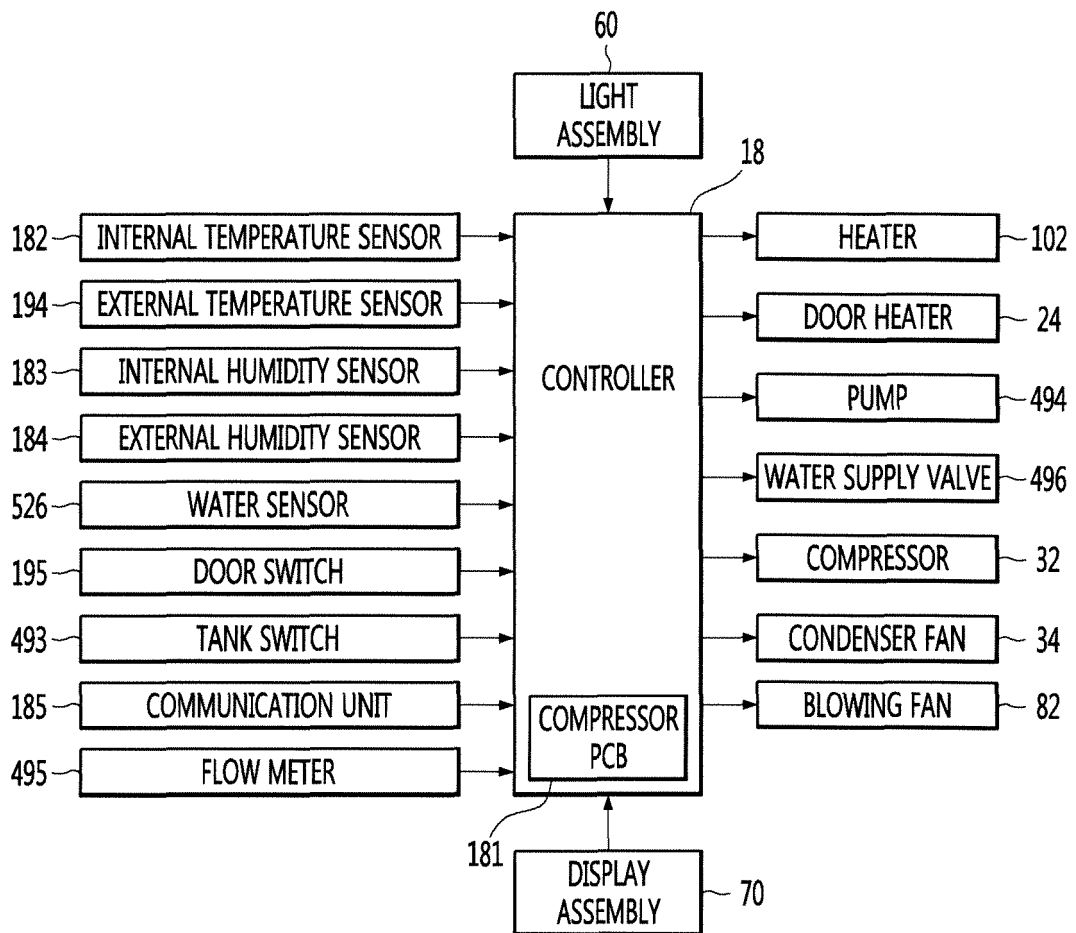 60
LIGHT
ASSEMBLY
18
182 INTERNAL TEMPERATURE SENSOR HEATER 102
194 EXTERNAL TEMPERATURE SENSOR DOOR HEATER 24
183 INTERNAL HUMIDITY SENSOR CONTROLLER PUMP 494
184 EXTERNAL HUMIDITY SENSOR WATER SUPPLY VALVE 496
526 WATER SENSOR
195 DOOR SWITCH COMPRESSOR 32
493 TANK SWITCH CONDENSER FAN 34
185 COMMUNICATION UNIT COMPRESSOR BLOWING FAN 82
PCB
495 FLOW METER
181
DISPLAY
ASSEMBLY
70